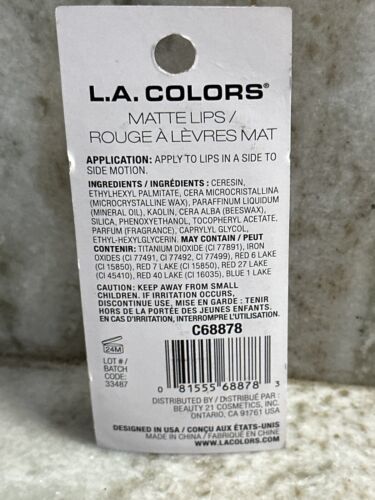 L.A. COLORS®
MATTE LIPS /
ROUGE À LÈVRES MAT
APPLICATION: APPLY TO LIPS IN A SIDE TO
SIDE MOTION.
INGREDIENTS / INGRÉDIENTS : CERESIN,
ETHYLHEXYL PALMITATE, CERA MICROCRISTALLINA
(MICROCRYSTALLINE WAX), PARAFFINUM LIQUIDUM
(MINERAL OIL), KAOLIN, CERA ALBA (BEESWAX),
SILICA, PHENOXYETHANOL, TOCOPHERYL ACETATE,
PARFUM (FRAGRANCE), CAPRYLYL GLYCOL,
ETHYL-HEXYLGLYCERIN. MAY CONTAIN / PEUT
CONTENIR: TITANIUM DIOXIDE (CI 77891), IRON
OXIDES (CI 77491, CI 77492, CI 77499), RED 6 LAKE
(CI 15850), RED 7 LAKE (CI 15850), RED 27 LAKE
(CI 45410), RED 40 LAKE (CI 16035), BLUE 1 LAKE
CAUTION: KEEP AWAY FROM SMALL
CHILDREN. IF IRRITATION OCCURS,
DISCONTINUE USE, MISE EN GARDE : TENIR
HORS DE LA PORTÉE DES JEUNES ENFANTS.
EN CAS D'IRRITATION, INTERROMPRE L'UTILISATION.
C68878
24M
LOT # /
BATCH
CODE:
33487
0 81555 68878 3
DISTRIBUTED BY / DISTRIBUÉ PAR :
BEAUTY 21 COSMETICS, INC.
ONTARIO, CA 91761 USA
DESIGNED IN USA / CONÇU AUX ÉTATS-UNIS
MADE IN CHINA / FABRIQUÉ EN CHINE
WWW.LACOLORS.COM